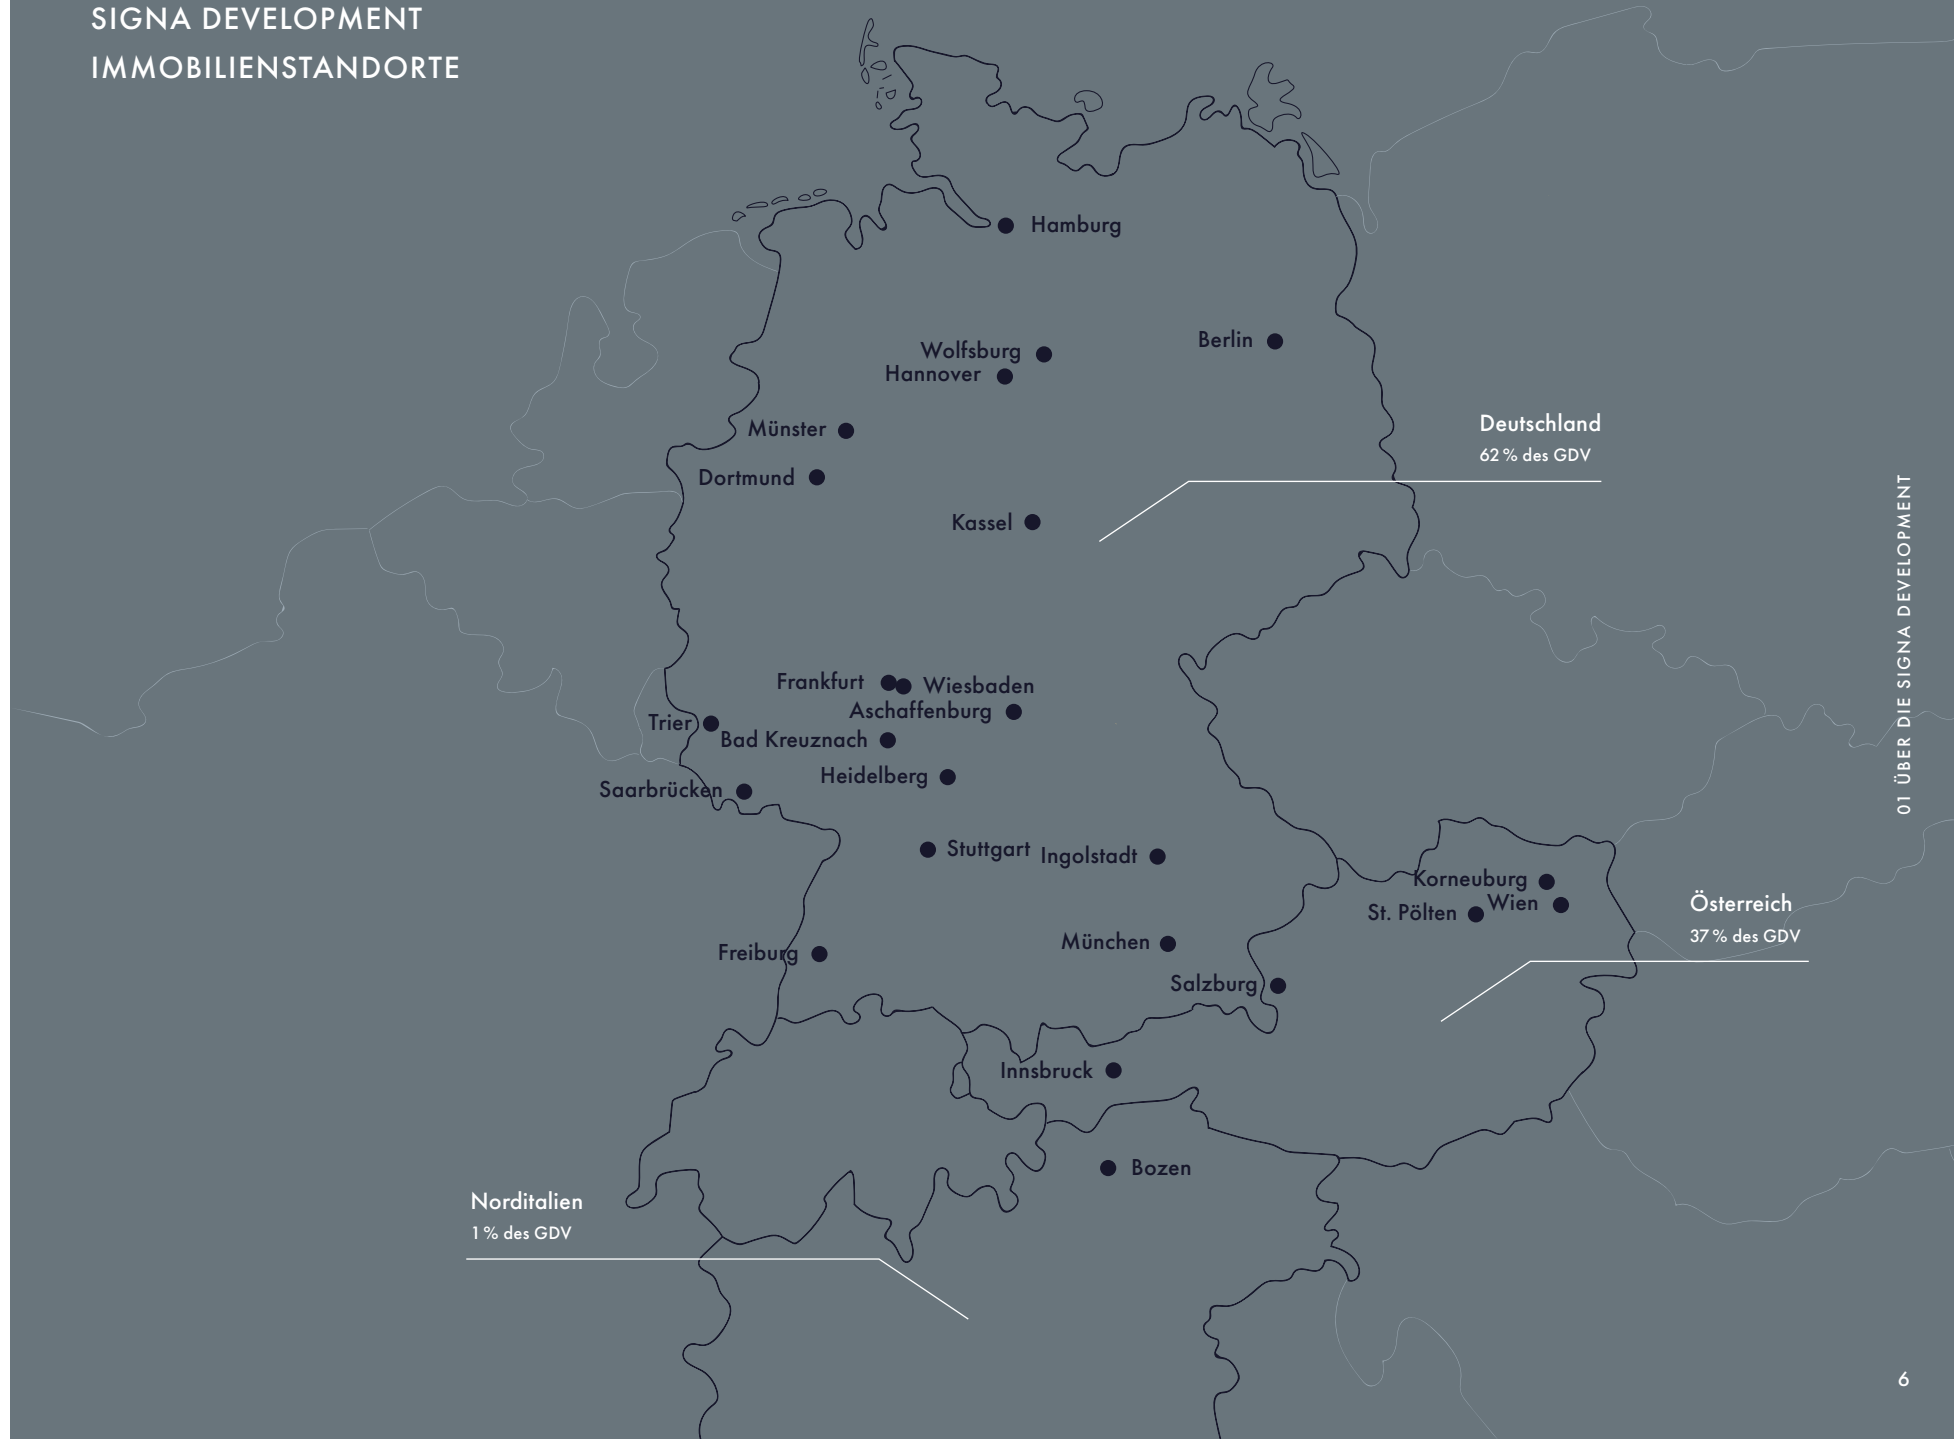 SIGNA DEVELOPMENT
IMMOBILIENSTANDORTE
Hamburg
Berlin
Wolfsburg
Hannover
Münster
Dortmund
Kassel
Deutschland
62 % des GDV
Frankfurt
Wiesbaden
Aschaffenburg
Trier
Bad Kreuznach
Heidelberg
Saarbrücken
Stuttgart
Ingolstadt
Korneuburg
Wien
St. Pölten
Österreich
37 % des GDV
München
Freiburg
Salzburg
Innsbruck
Bozen
Norditalien
1 % des GDV
01 ÜBER DIE SIGNA DEVELOPMENT
6